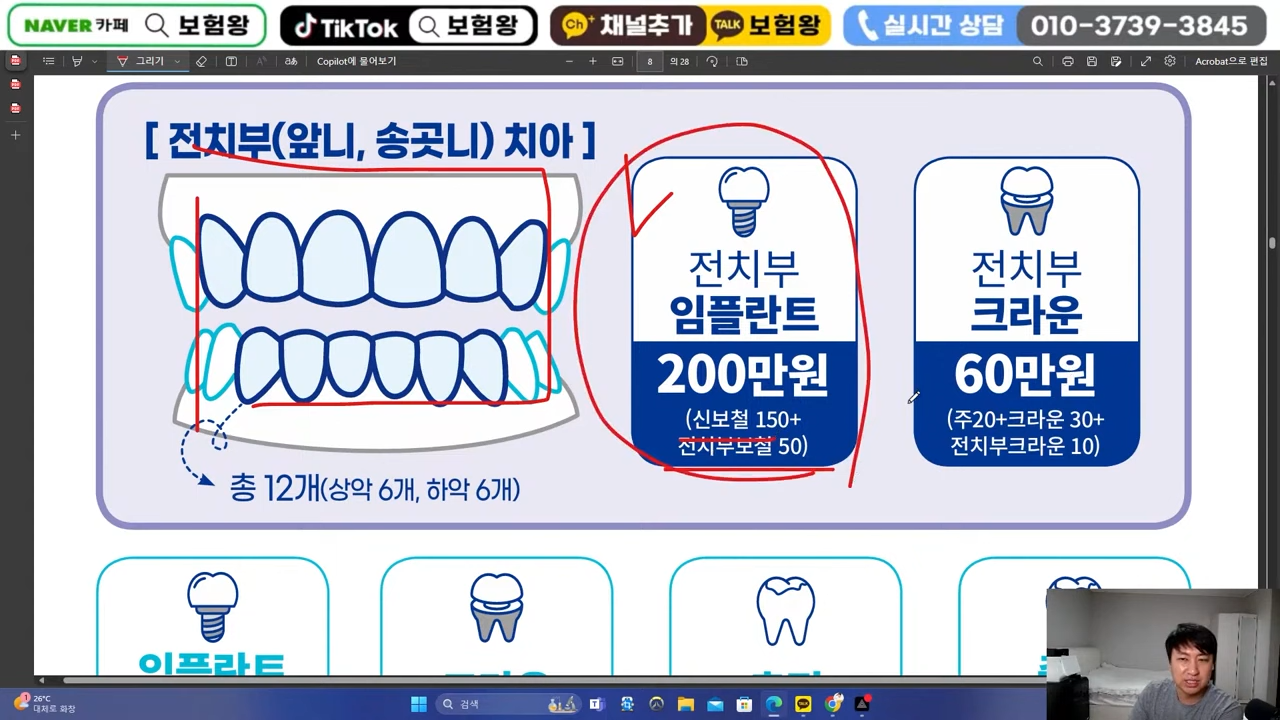 NAVER 카페 보험왕 TikTok 보험왕 Ch+ 채널추가 TALK 보험왕 실시간 상담 010-3739-3845
그리기 Copilot에 물어보기 8 의 28 Acrobat으로 편집
[ 전치부(앞니, 송곳니) 치아 ]
전치부
임플란트
200만원
(신보철 150+
전치부보철 50)
전치부
크라운
60만원
(주20+크라운 30+
전치부크라운 10)
총 12개(상악 6개, 하악 6개)
임플란트
26°C
대체로 화창
검색